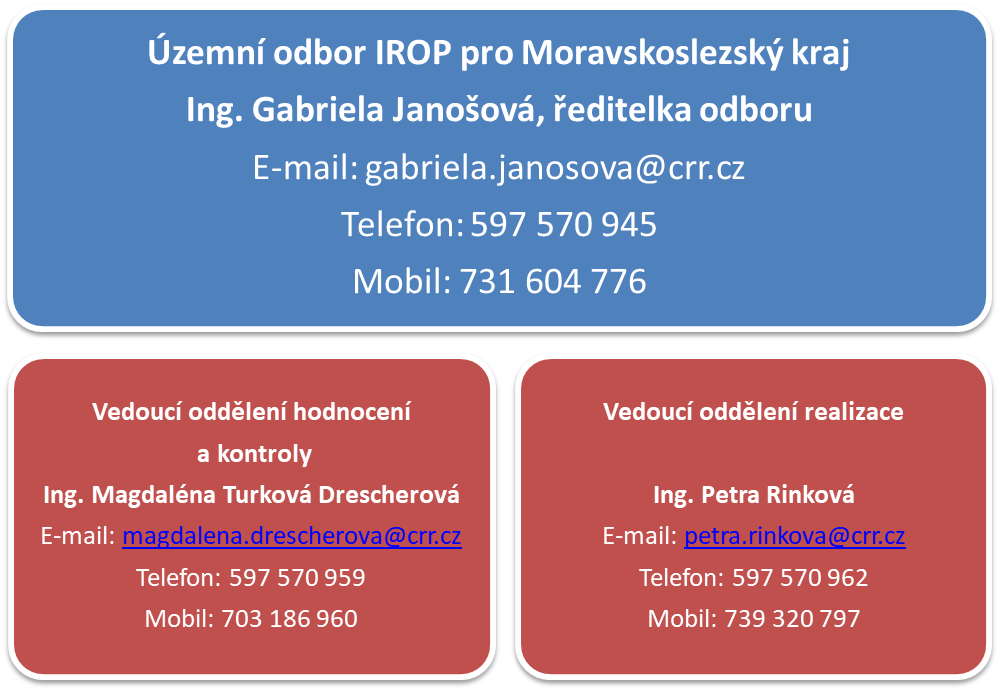 Územní odbor IROP pro Moravskoslezský kraj
Ing. Gabriela Janošová, ředitelka odboru
E-mail: gabriela.janosova@crr.cz
Telefon: 597 570 945
Mobil: 731 604 776
Vedoucí oddělení hodnocení
a kontroly
Ing. Magdaléna Turková Drescherová
E-mail: magdalena.drescherova@crr.cz
Telefon: 597 570 959
Mobil: 703 186 960
Vedoucí oddělení realizace
Ing. Petra Rinková
E-mail: petra.rinkova@crr.cz
Telefon: 597 570 962
Mobil: 739 320 797